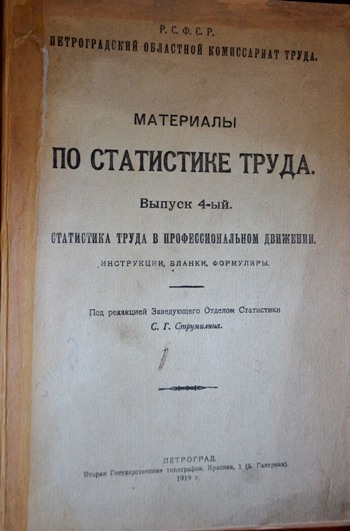 Р. С. Ф. С. Р.
ПЕТРОГРАДСКИЙ ОБЛАСТНОЙ КОМИССАРИАТ ТРУДА.
МАТЕРИАЛЫ
ПО СТАТИСТИКЕ ТРУДА.
Выпуск 4-ый.
СТАТИСТИКА ТРУДА В ПРОФЕССИОНАЛЬНОМ ДВИЖЕНИИ.
ИНСТРУКЦИИ, БЛАНКИ, ФОРМУЛЯРЫ.
Под редакцией Заведующего Отделом Статистики
С. Г. Струмилина.
ПЕТРОГРАД.
Вторая Государственная типография. Красная, 1 (б. Галерная).
1919 г.